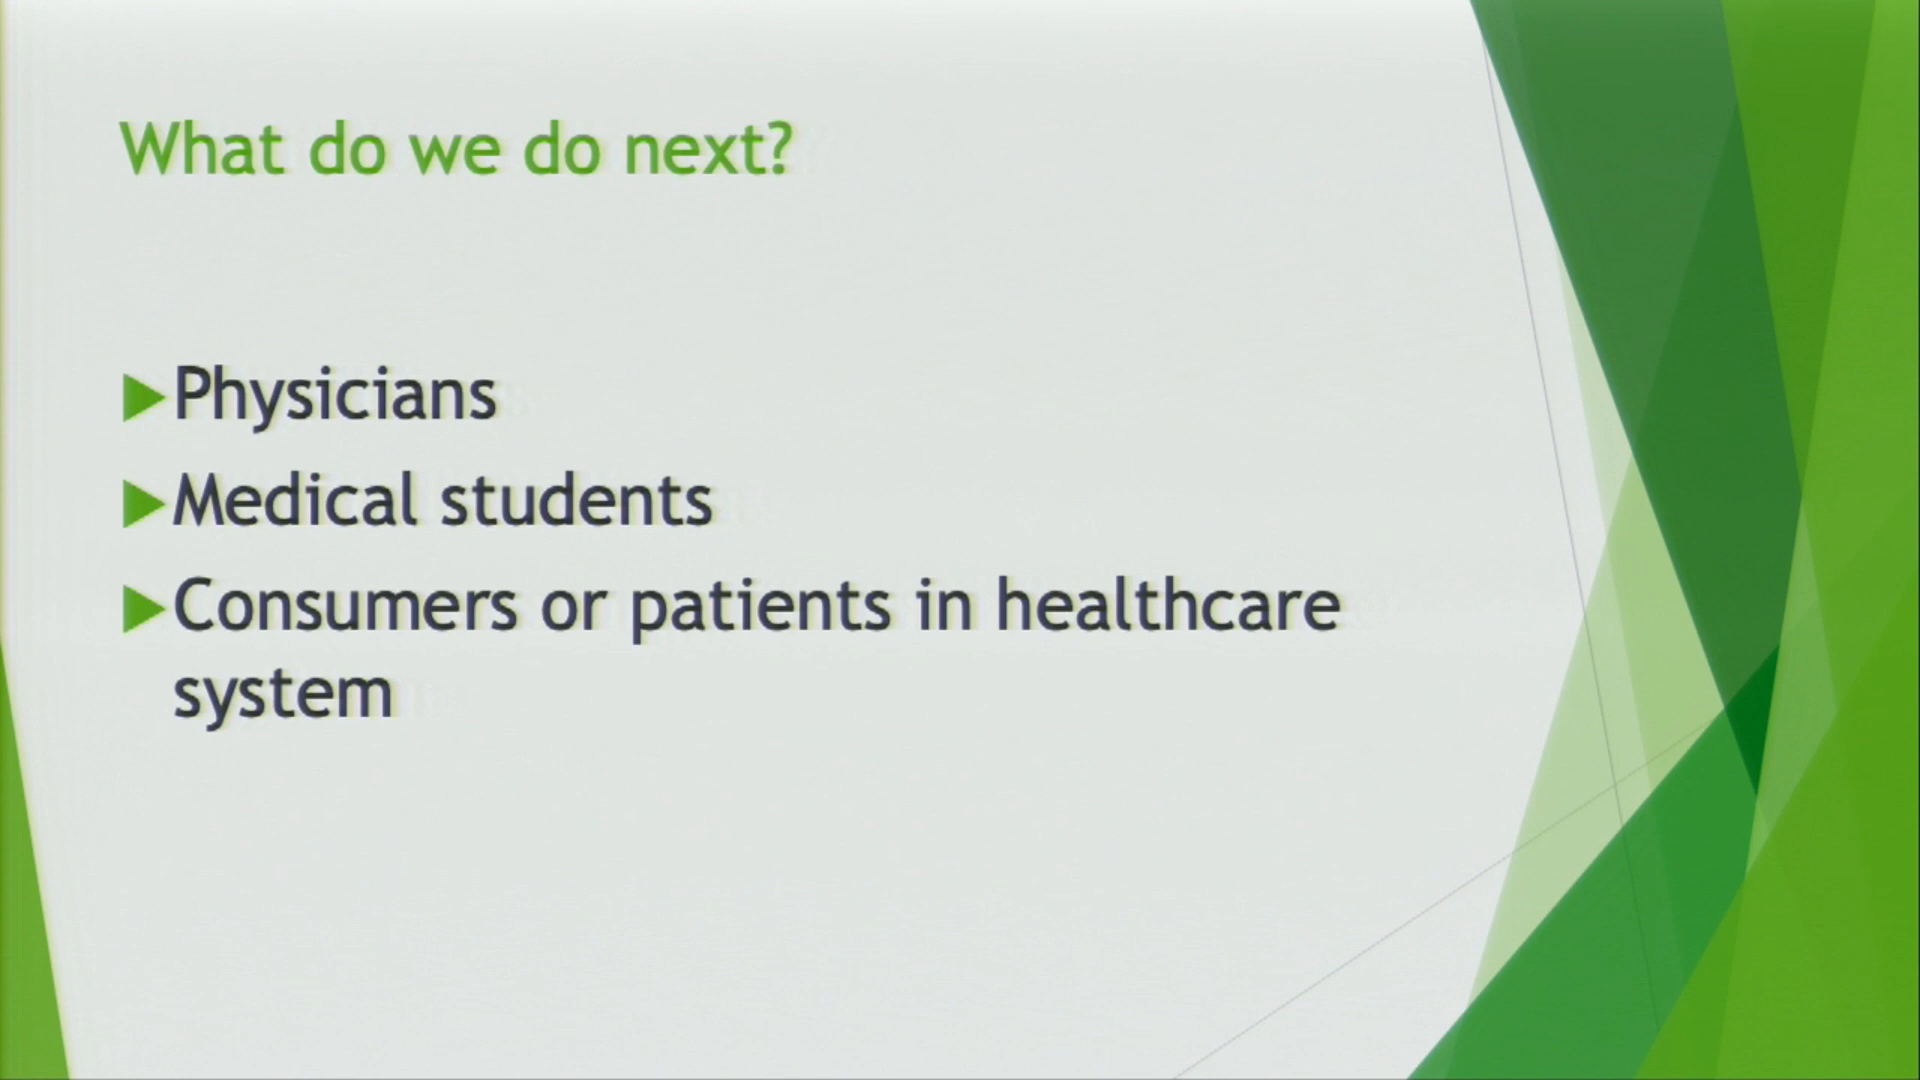 What do we do next?
Physicians
Medical students
Consumers or patients in healthcare
system